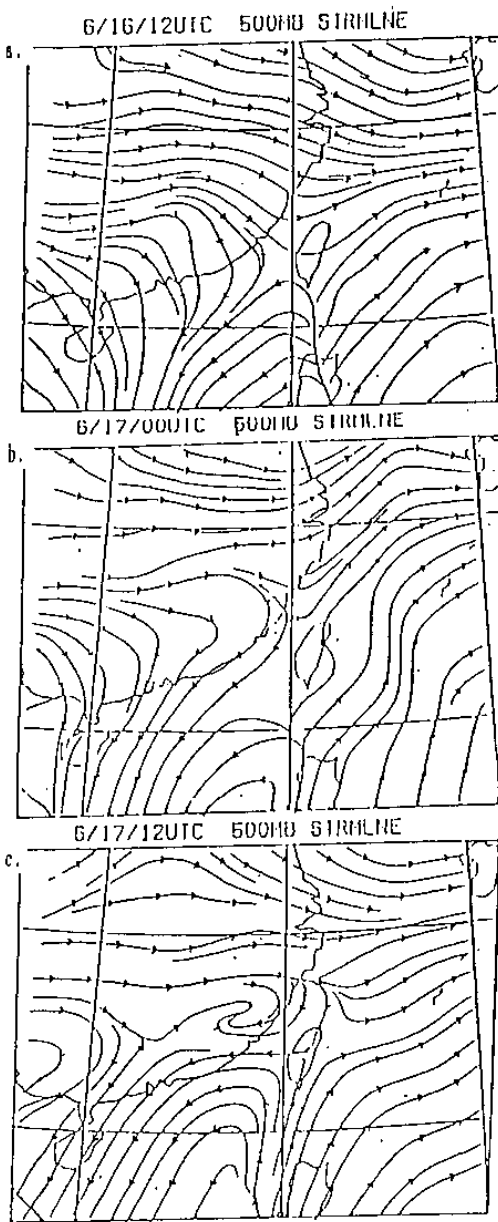 6/16/12UTC 500MB STRMLNE
a.
6/17/00UTC 500MB STRMLNE
b.
6/17/12UTC 500MB STRMLNE
c.